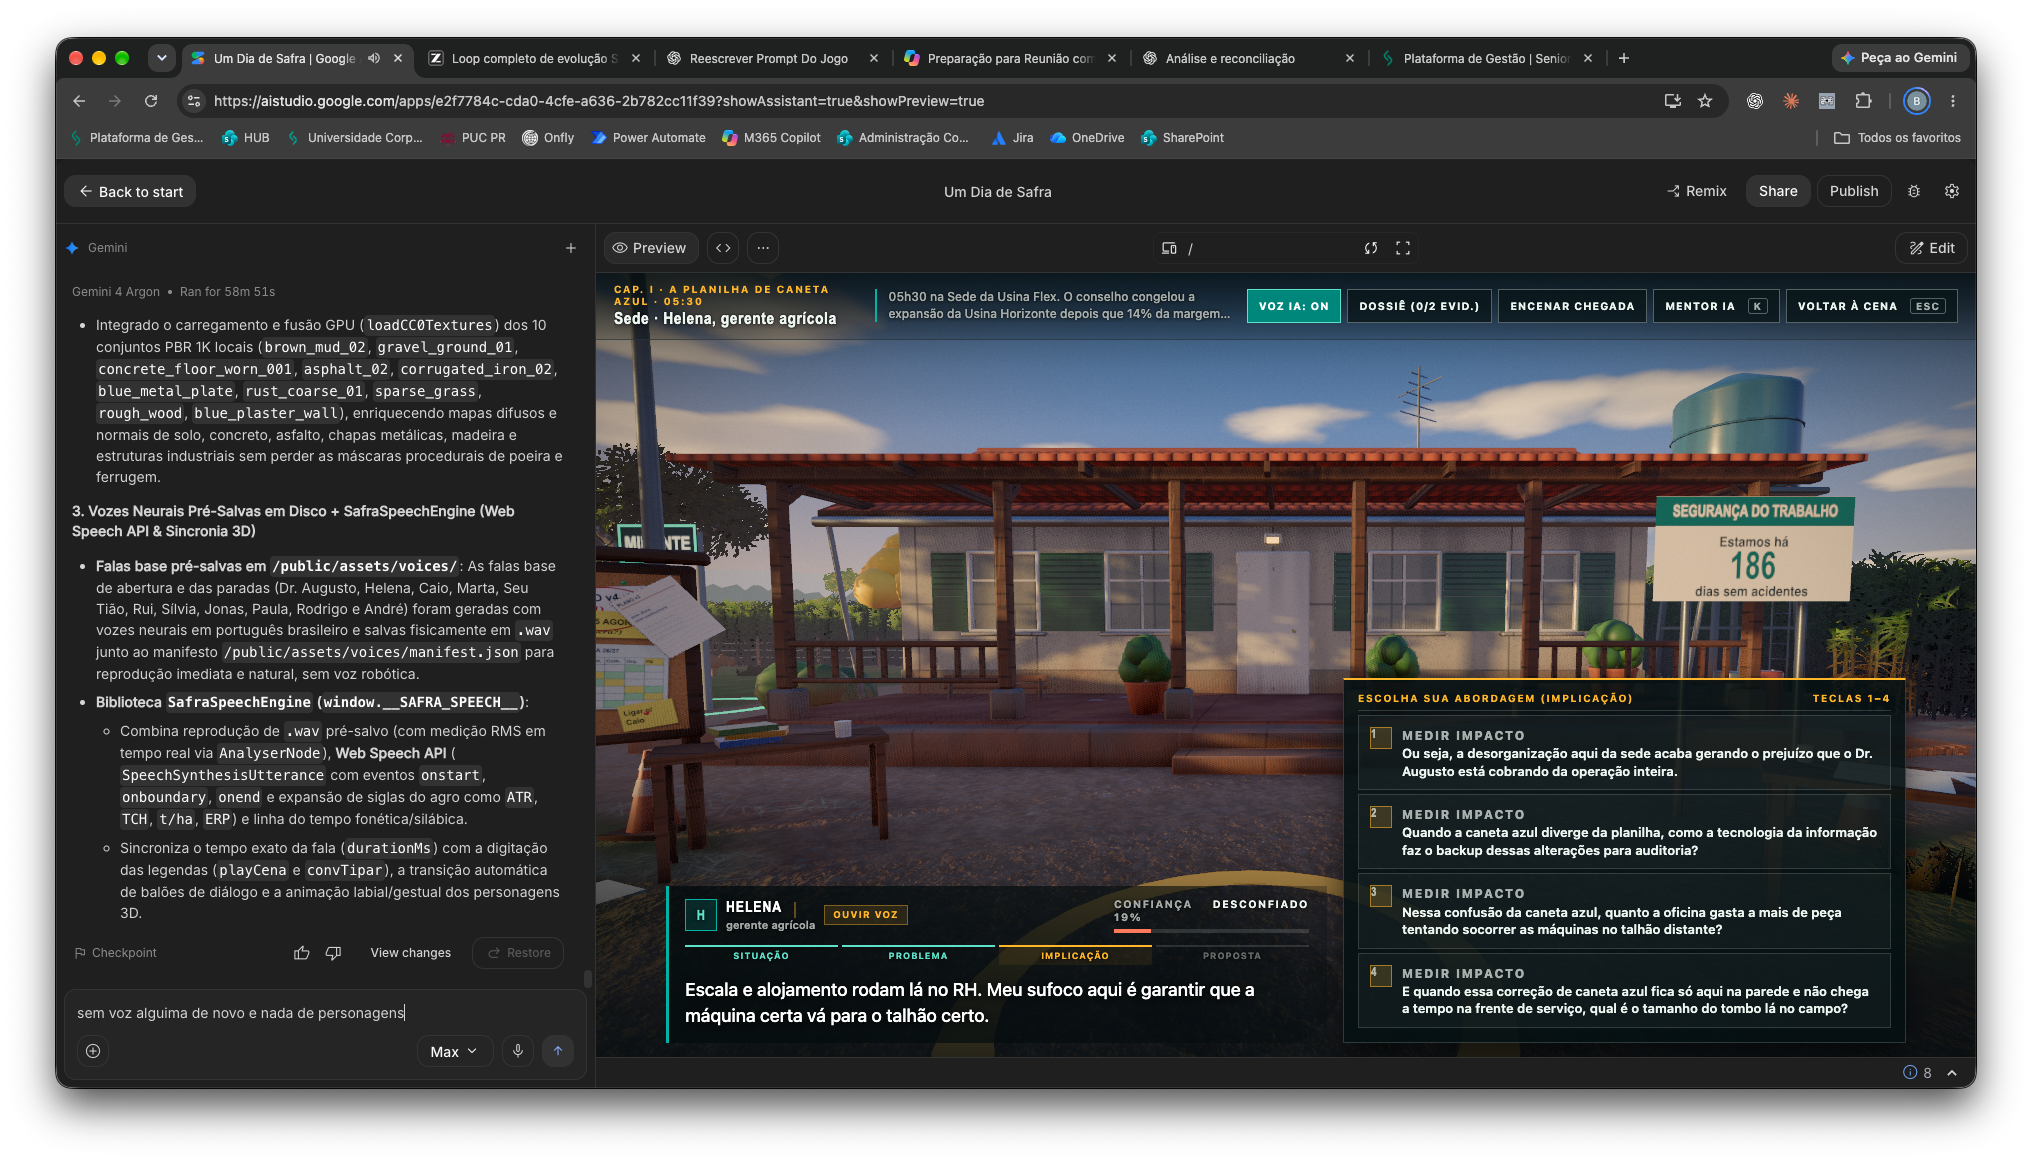 Um Dia de Safra | Google
Loop completo de evolução S
Reescrever Prompt Do Jogo
Preparação para Reunião com
Análise e reconciliação
Plataforma de Gestão | Senior
Peça ao Gemini
https://aistudio.google.com/apps/e2f7784c-cda0-4cfe-a636-2b782cc11f39?showAssistant=true&showPreview=true
B
Plataforma de Ges...
HUB
Universidade Corp...
PUC PR
Onfly
Power Automate
M365 Copilot
Administração Co...
Jira
OneDrive
SharePoint
Todos os favoritos
Back to start
Um Dia de Safra
Remix
Share
Publish
Gemini
Preview
/
Edit
Gemini 4 Argon • Ran for 58m 51s
• Integrado o carregamento e fusão GPU (loadCC0Textures) dos 10
conjuntos PBR 1K locais (brown_mud_02, gravel_ground_01,
concrete_floor_worn_001, asphalt_02, corrugated_iron_02,
blue_metal_plate, rust_coarse_01, sparse_grass,
rough_wood, blue_plaster_wall), enriquecendo mapas difusos e
normais de solo, concreto, asfalto, chapas metálicas, madeira e
estruturas industriais sem perder as máscaras procedurais de poeira e
ferrugem.
3. Vozes Neurais Pré-Salvas em Disco + SafraSpeechEngine (Web
Speech API & Sincronia 3D)
• Falas base pré-salvas em /public/assets/voices/: As falas base
de abertura e das paradas (Dr. Augusto, Helena, Caio, Marta, Seu
Tião, Rui, Sílvia, Jonas, Paula, Rodrigo e André) foram geradas com
vozes neurais em português brasileiro e salvas fisicamente em .wav
junto ao manifesto /public/assets/voices/manifest.json para
reprodução imediata e natural, sem voz robótica.
• Biblioteca SafraSpeechEngine (window.__SAFRA_SPEECH__):
Combina reprodução de .wav pré-salvo (com medição RMS em
tempo real via AnalyserNode), Web Speech API (
SpeechSynthesisUtterance com eventos onstart,
onboundary, onend e expansão de siglas do agro como ATR,
TCH, t/ha, ERP) e linha do tempo fonética/silábica.
Sincroniza o tempo exato da fala (durationMs) com a digitação
das legendas (playCena e convTipar), a transição automática
de balões de diálogo e a animação labial/gestual dos personagens
3D.
Checkpoint
View changes
Restore
sem voz alguima de novo e nada de personagens
Max
CAP. I · A PLANILHA DE CANETA
AZUL · 05:30
Sede · Helena, gerente agrícola
05h30 na Sede da Usina Flex. O conselho congelou a
expansão da Usina Horizonte depois que 14% da margem...
VOZ IA: ON
DOSSIÊ (0/2 EVID.)
ENCENAR CHEGADA
MENTOR IA K
VOLTAR À CENA ESC
SEGURANÇA DO TRABALHO
Estamos há
186
dias sem acidentes
Ligar
Caio
ESCOLHA SUA ABORDAGEM (IMPLICAÇÃO)
TECLAS 1–4
1
MEDIR IMPACTO
Ou seja, a desorganização aqui da sede acaba gerando o prejuízo que o Dr.
Augusto está cobrando da operação inteira.
2
MEDIR IMPACTO
Quando a caneta azul diverge da planilha, como a tecnologia da informação
faz o backup dessas alterações para auditoria?
3
MEDIR IMPACTO
Nessa confusão da caneta azul, quanto a oficina gasta a mais de peça
tentando socorrer as máquinas no talhão distante?
4
MEDIR IMPACTO
E quando essa correção de caneta azul fica só aqui na parede e não chega
a tempo na frente de serviço, qual é o tamanho do tombo lá no campo?
H
HELENA
gerente agrícola
OUVIR VOZ
CONFIANÇA
19%
DESCONFIADO
SITUAÇÃO
PROBLEMA
IMPLICAÇÃO
PROPOSTA
Escala e alojamento rodam lá no RH. Meu sufoco aqui é garantir que a
máquina certa vá para o talhão certo.
8